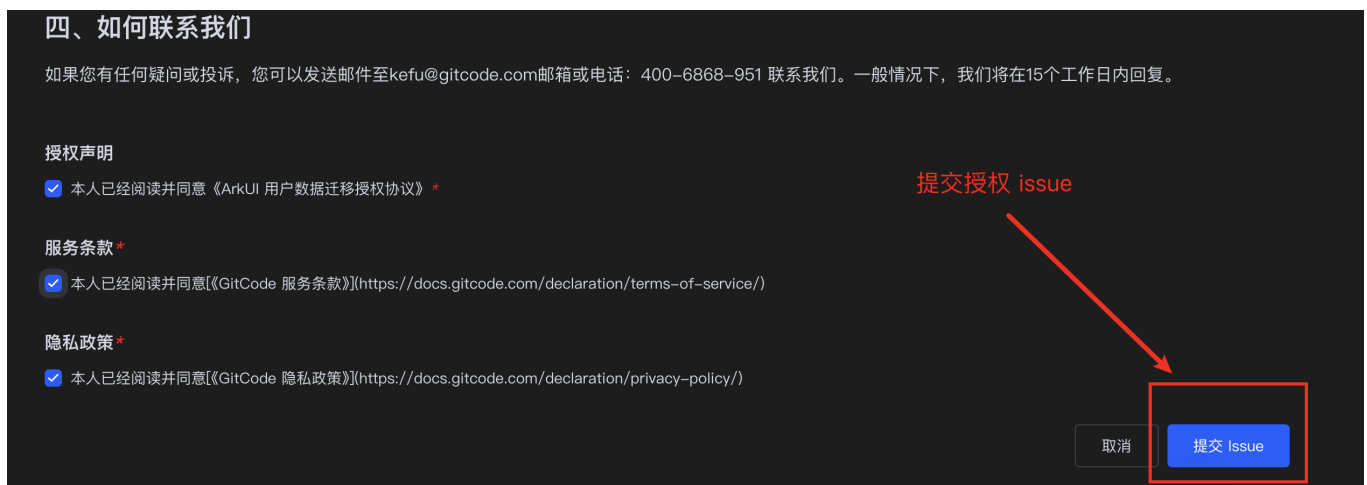 四、如何联系我们
如果您有任何疑问或投诉，您可以发送邮件至kefu@gitcode.com邮箱或电话：400-6868-951 联系我们。一般情况下，我们将在15个工作日内回复。
授权声明
本人已经阅读并同意《ArkUI 用户数据迁移授权协议》*
提交授权 issue
服务条款*
本人已经阅读并同意[《GitCode 服务条款》](https://docs.gitcode.com/declaration/terms-of-service/)
隐私政策*
本人已经阅读并同意[《GitCode 隐私政策》](https://docs.gitcode.com/declaration/privacy-policy/)
取消
提交 Issue